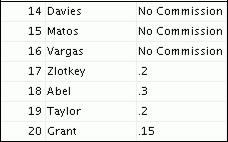 14 Davies No Commission
15 Matos No Commission
16 Vargas No Commission
17 Zlotkey .2
18 Abel .3
19 Taylor .2
20 Grant .15